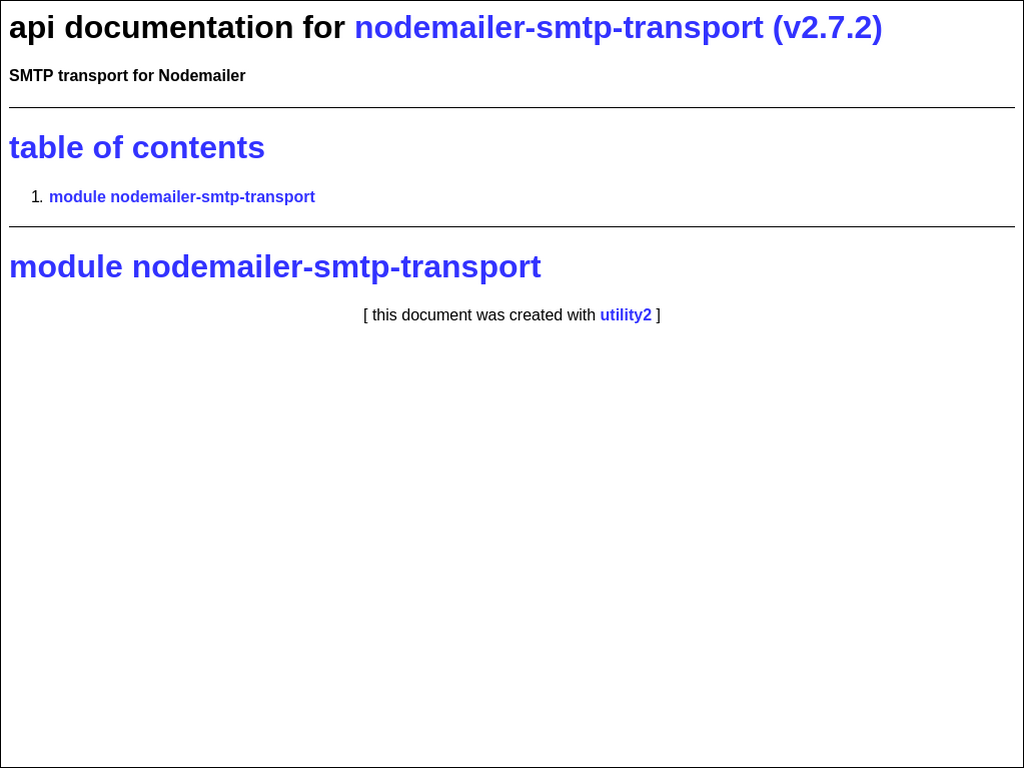 api documentation for nodemailer-smtp-transport (v2.7.2)
SMTP transport for Nodemailer
table of contents
1. module nodemailer-smtp-transport
module nodemailer-smtp-transport
[ this document was created with utility2 ]